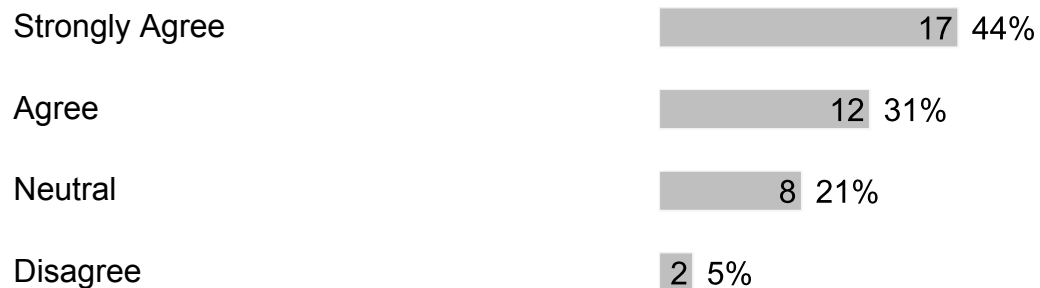 Strongly Agree 17 44%
Agree 12 31%
Neutral 8 21%
Disagree 2 5%